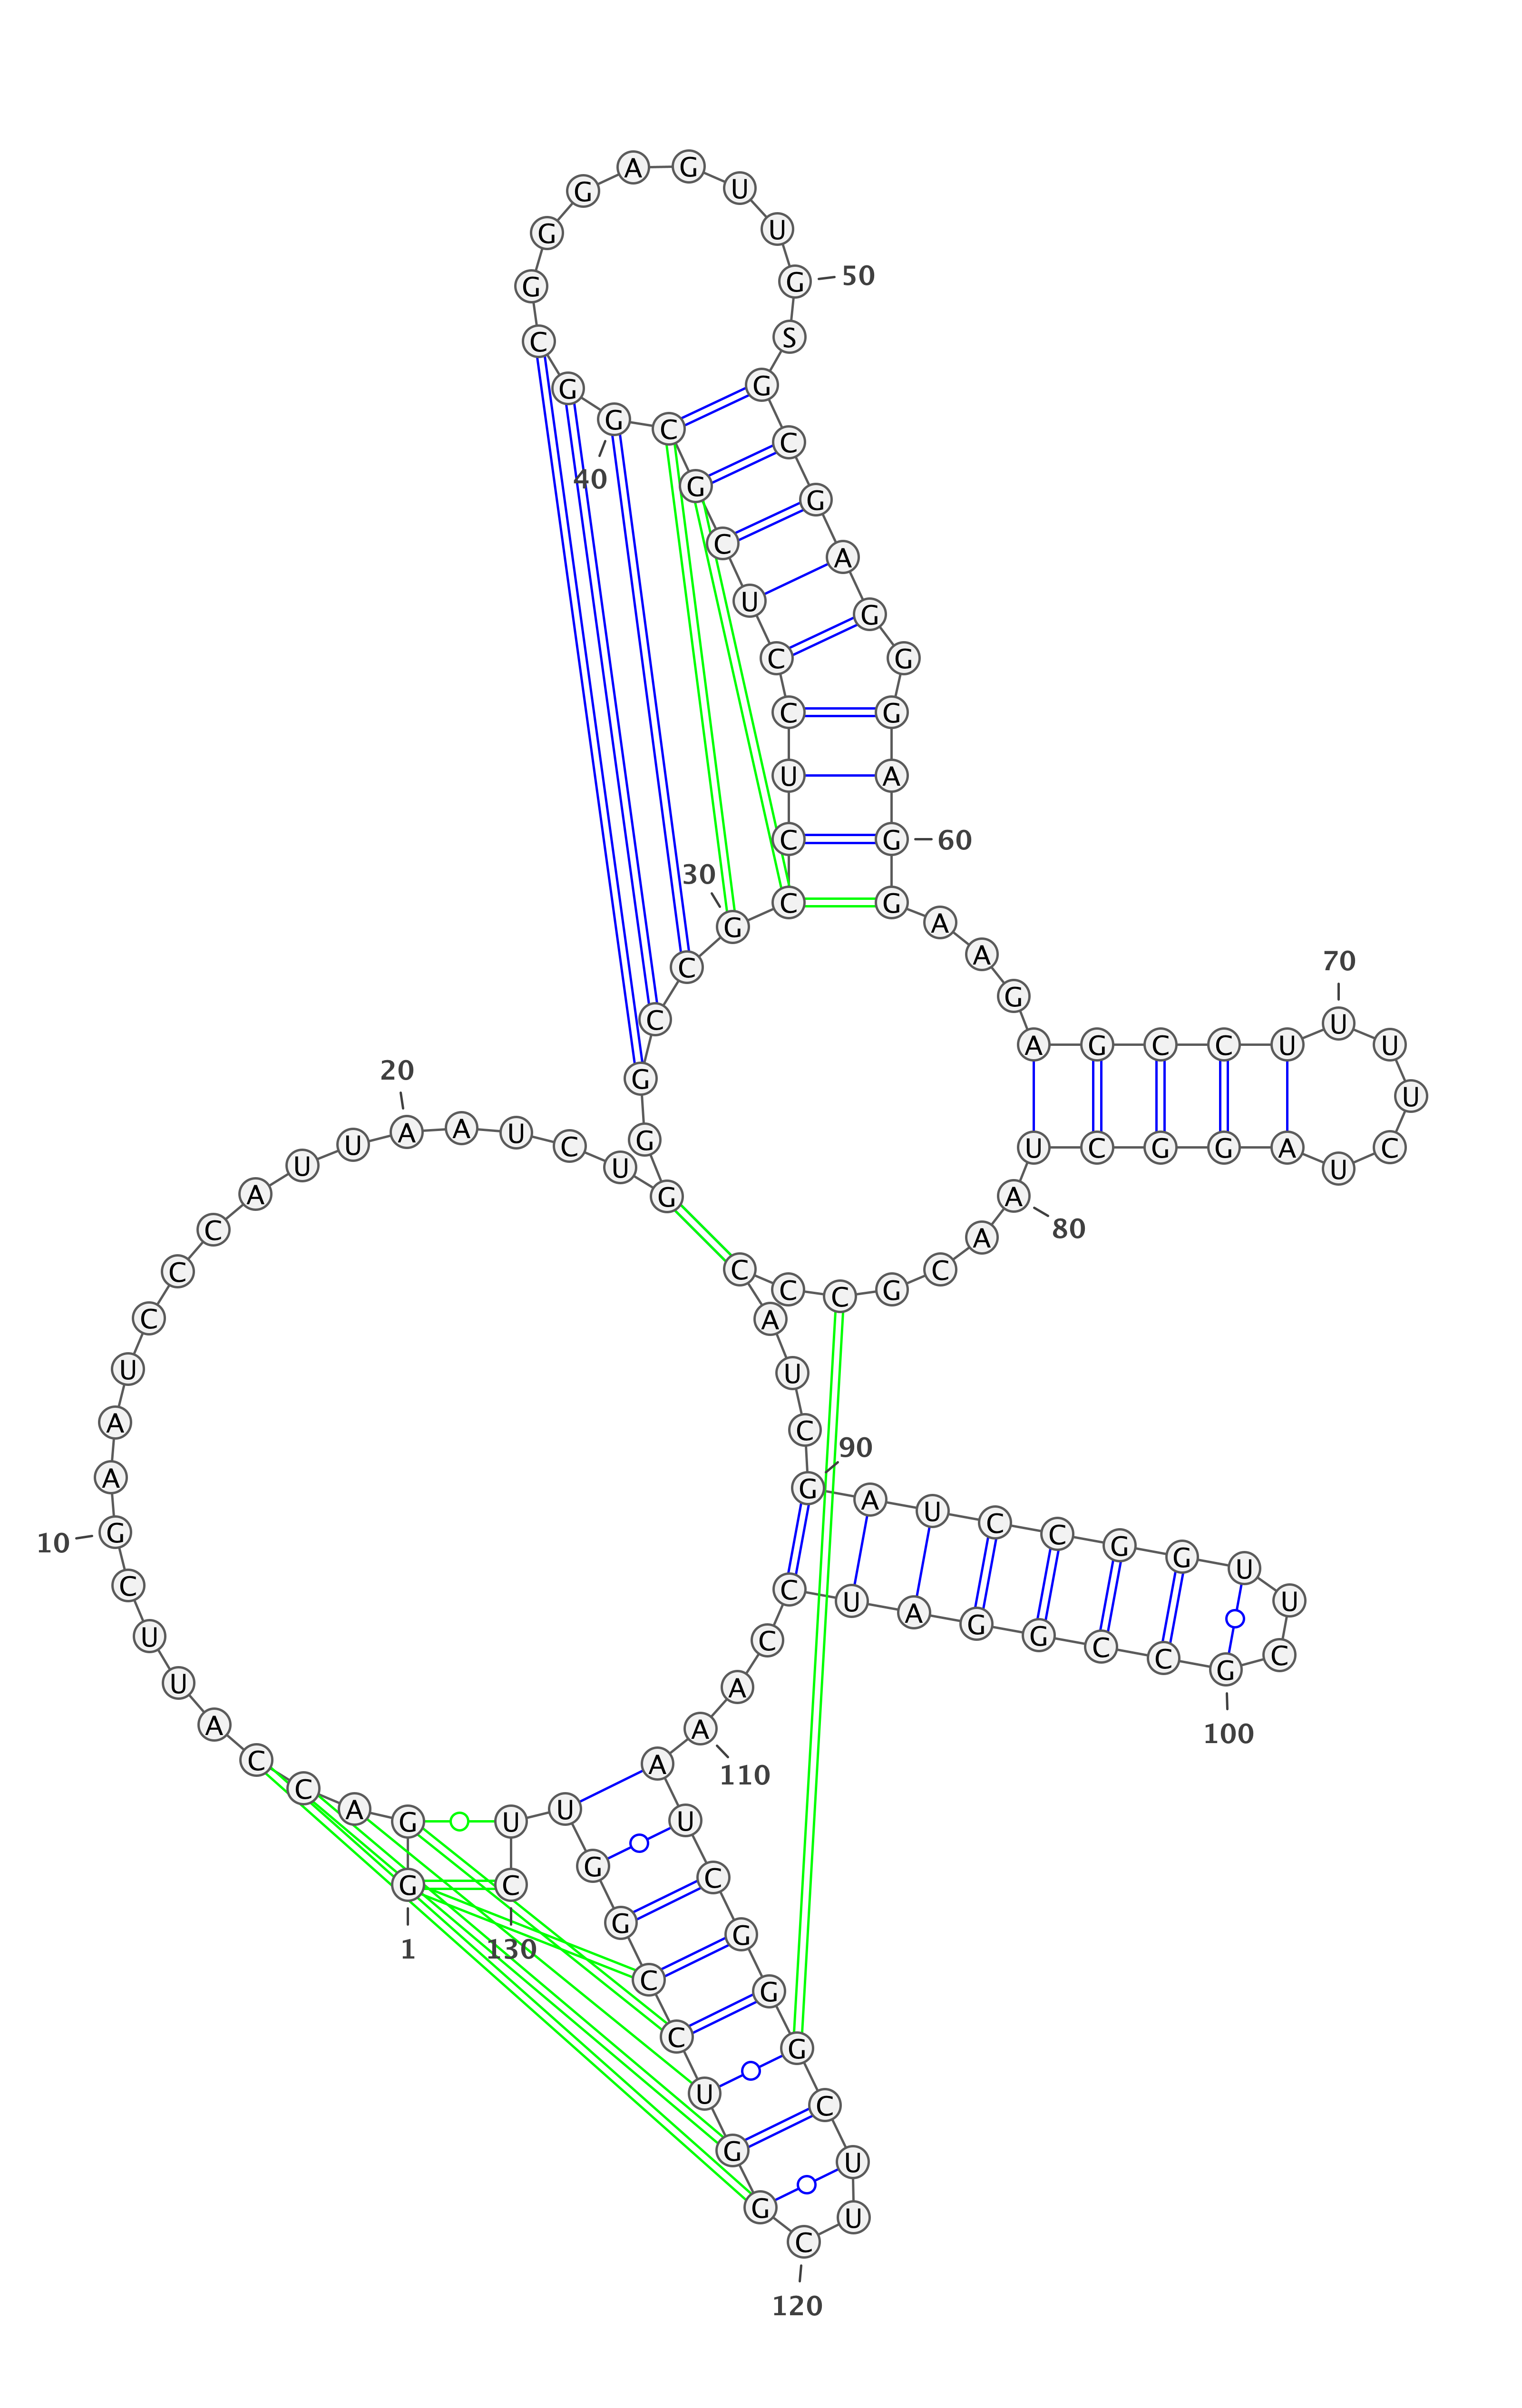 G
1
G A C C A U U C
G
10
A A U C C C A U U
A
20
A U C U G G G C C
G
30
C C U C C U C G C
G
40
G C G G G A G U U
G
50
S G C G A G G G A
G
60
G A A G A G C C U
U
70
U U C U A G G C U
A
80
A C G C C C A U C
G
90
A U C C G G U U C
G
100
C C G G A U C C A
A
110
A U C G G G C U U
C
120
G G U C C G G U U
C
130